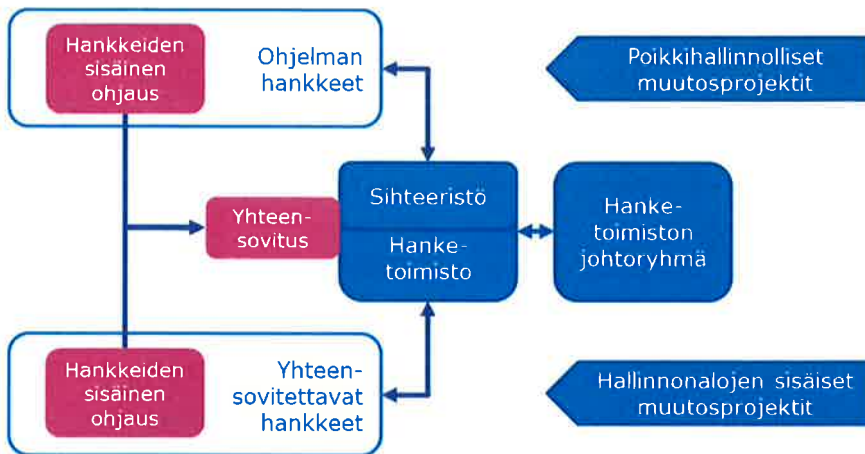 Hankkeiden
sisäinen
ohjaus
Ohjelman
hankkeet
Poikkihallinnolliset
muutosprojektit
Yhteen-
sovitus
Sihteeristö
Hanke-
toimisto
Hanke-
toimiston
johtoryhmä
Hankkeiden
sisäinen
ohjaus
Yhteen-
sovitettavat
hankkeet
Hallinnonalojen sisäiset
muutosprojektit